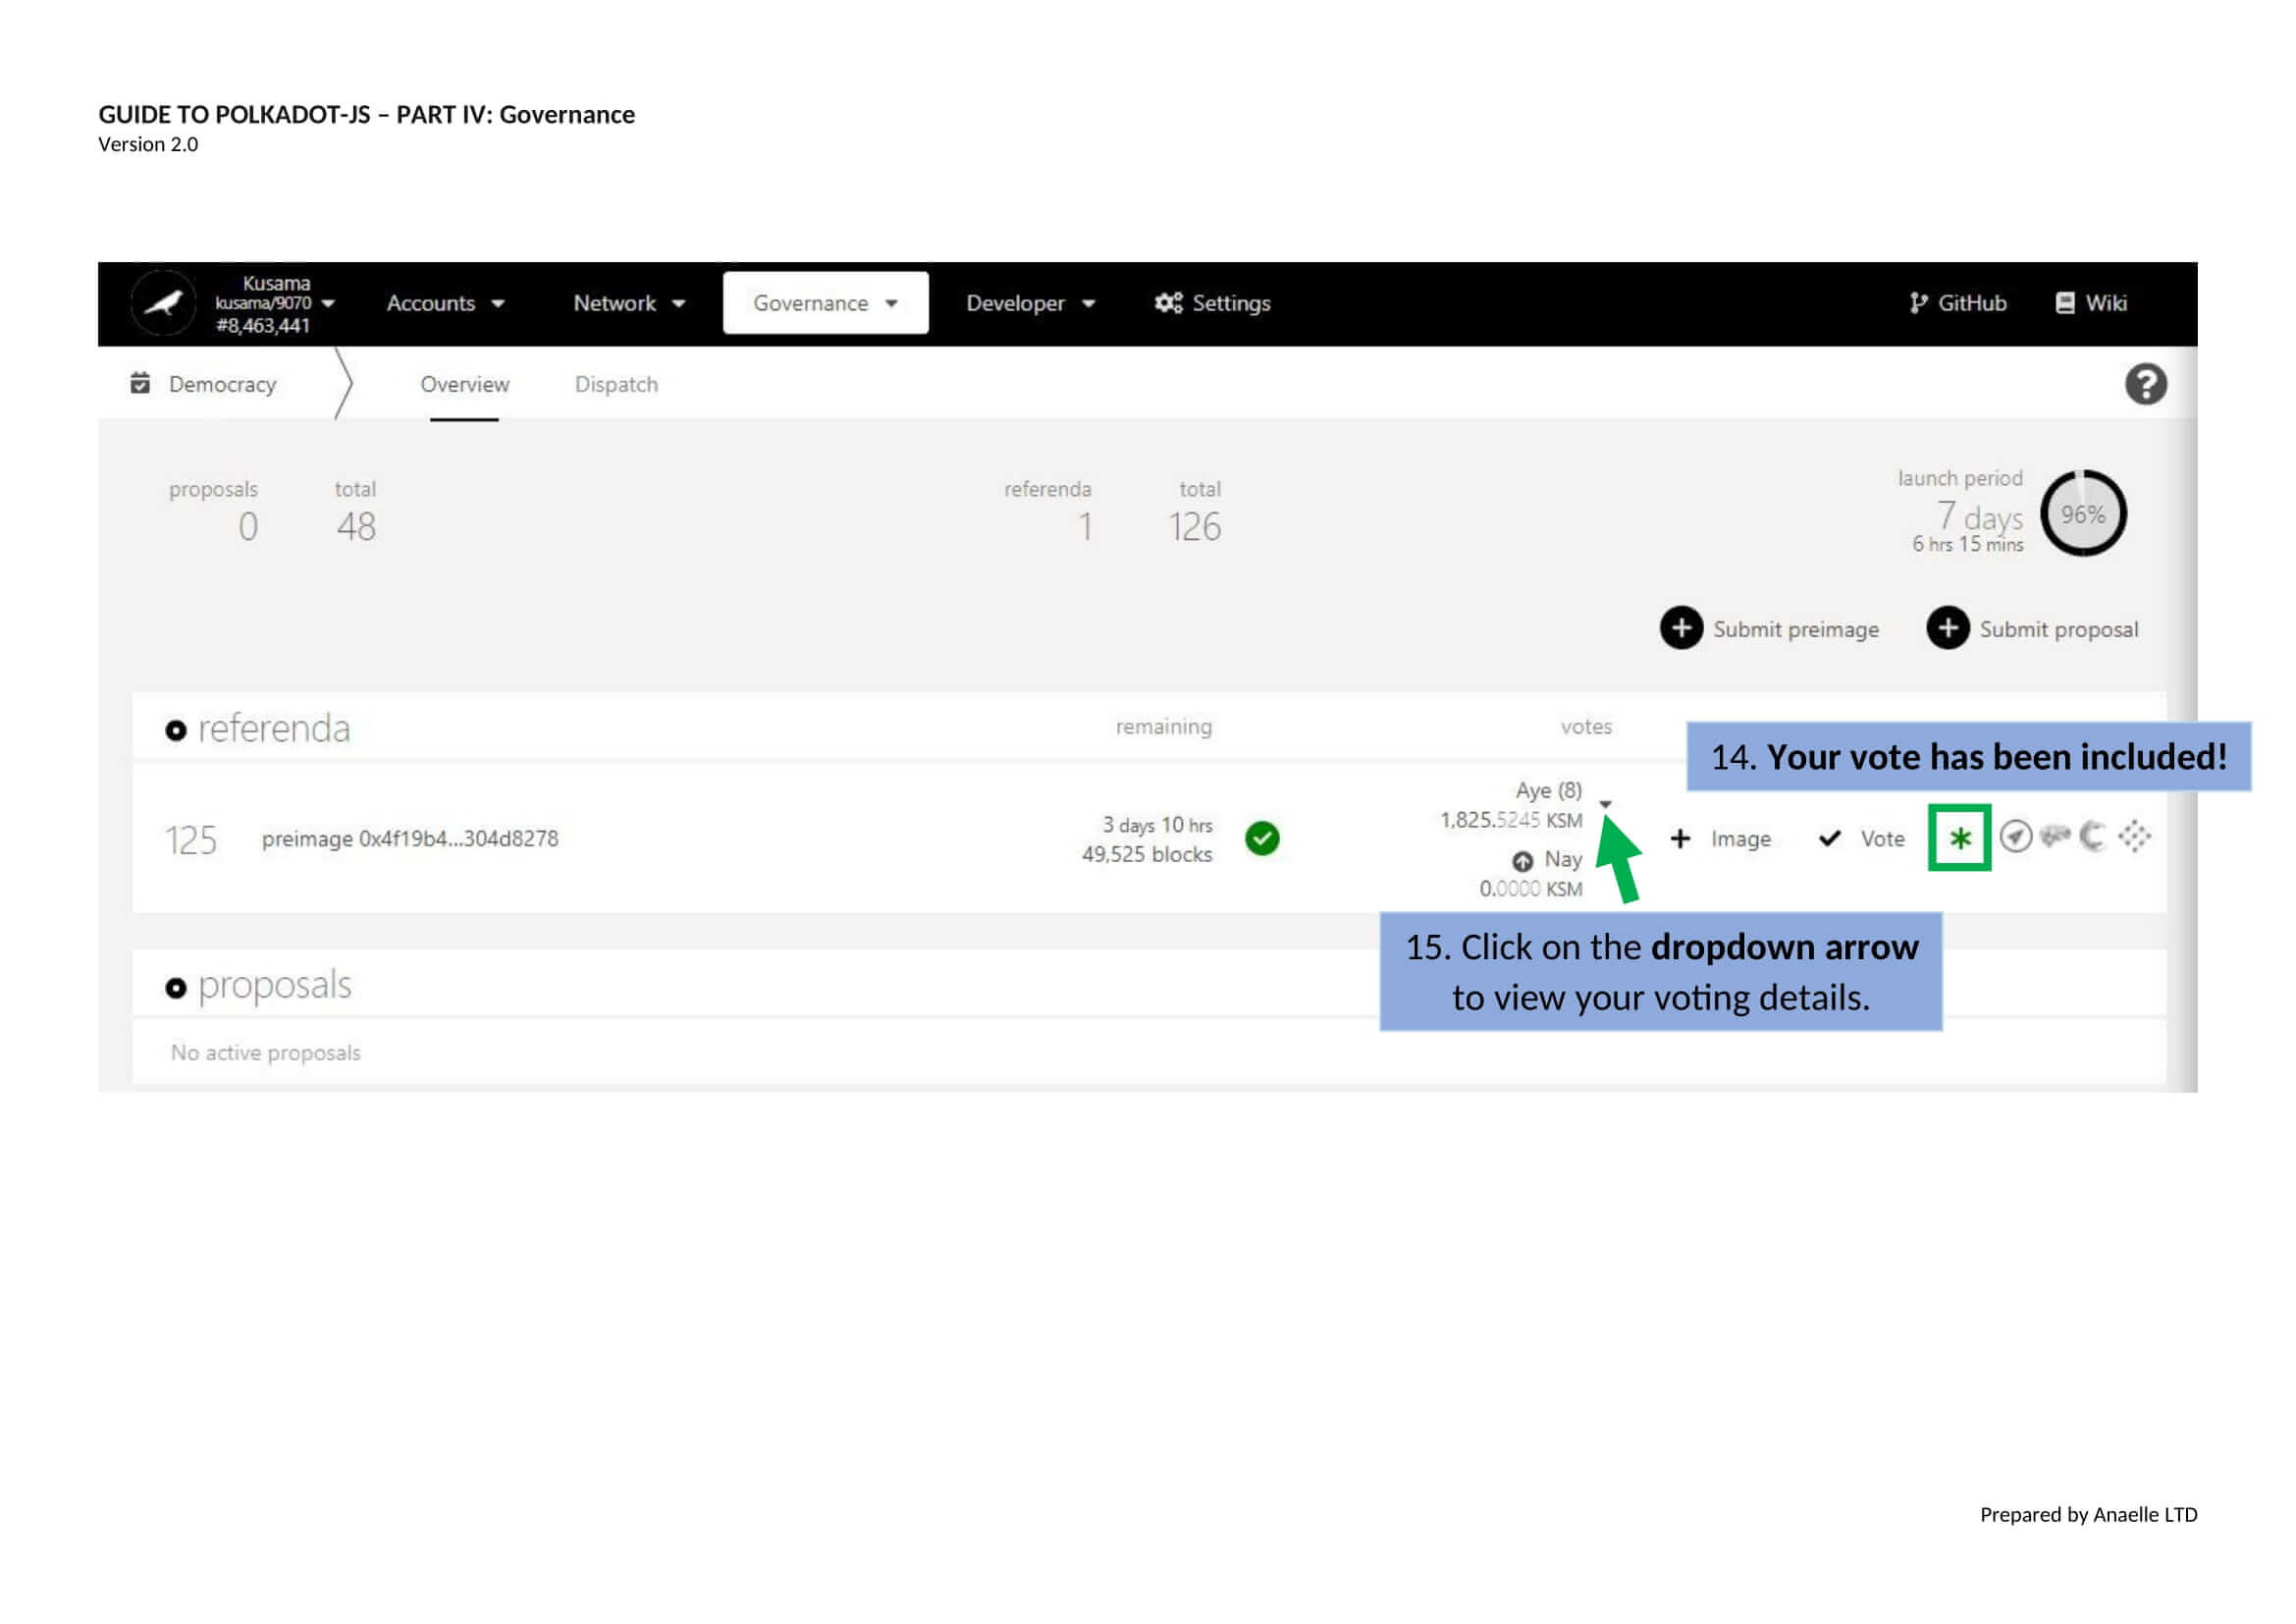 GUIDE TO POLKADOT-JS – PART IV: Governance
Version 2.0
Kusama
kusama/9070
#8,463,441
Accounts
Network
Governance
Developer
Settings
GitHub
Wiki
Democracy
Overview
Dispatch
proposals
0
total
48
referenda
1
total
126
launch period
7 days
6 hrs 15 mins
96%
Submit preimage
Submit proposal
referenda
remaining
votes
14. Your vote has been included!
125
preimage 0x4f19b4...304d8278
3 days 10 hrs
49,525 blocks
Aye (8)
1,825.5245 KSM
Nay
0.0000 KSM
Image
Vote
15. Click on the dropdown arrow
to view your voting details.
proposals
No active proposals
Prepared by Anaelle LTD